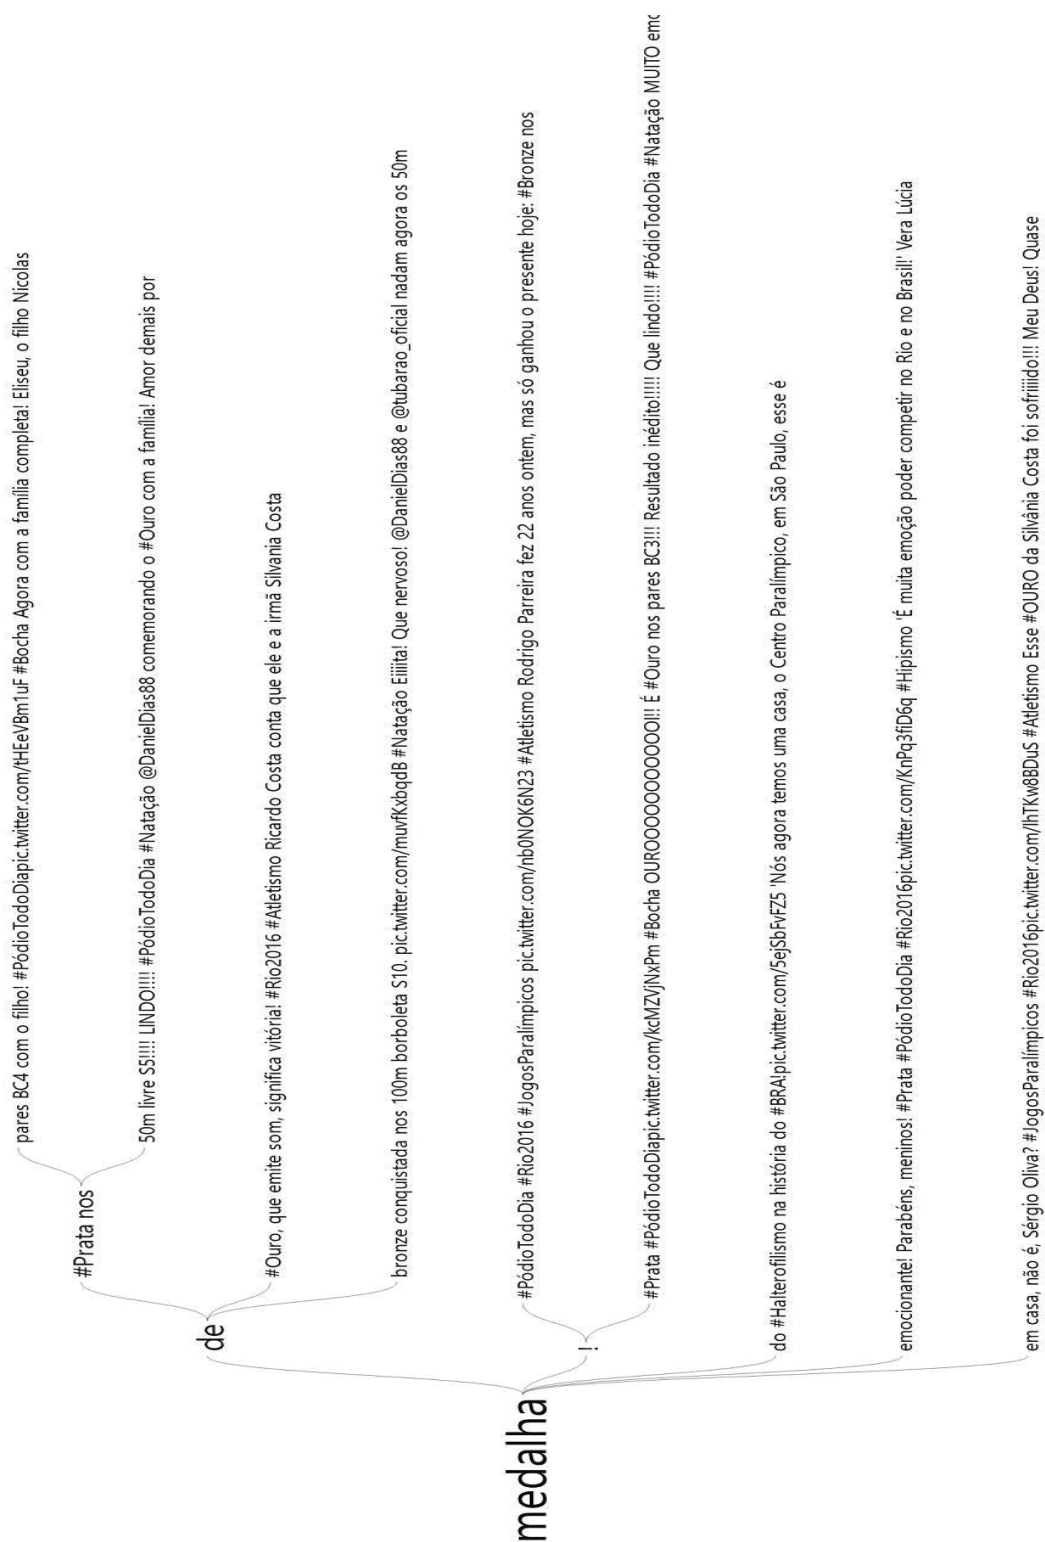 medalha
de
#Prata nos
pares BC4 com o filho! #PódioTodoDiapic.twitter.com/tHEeVBm1uF #Bocha Agora com a família completa! Eliseu, o filho Nicolas
50m livre S5!!!! LINDO!!!! #PódioTodoDia #Natação @DanielDias88 comemorando o #Ouro com a família! Amor demais por
#Ouro, que emite som, significa vitória! #Rio2016 #Atletismo Ricardo Costa conta que ele e a irmã Silvania Costa
bronze conquistada nos 100m borboleta S10. pic.twitter.com/muvfKxbqdB #Natação Eiiiita! Que nervoso! @DanielDias88 e @tubarao_oficial nadam agora os 50m
!
#PódioTodoDia #Rio2016 #JogosParalímpicos pic.twitter.com/nb0NOK6N23 #Atletismo Rodrigo Parreira fez 22 anos ontem, mas só ganhou o presente hoje: #Bronze nos
#Prata #PódioTodoDiapic.twitter.com/kcMZVjNxPm #Bocha OUROOOOOOOOOOO!!! É #Ouro nos pares BC3!!! Resultado inédito!!!!! Que lindo!!!! #PódioTodoDia #Natação MUITO emo
do #Halterofilismo na história do #BRA!pic.twitter.com/5ejSbFvFZ5 'Nós agora temos uma casa, o Centro Paralímpico, em São Paulo, esse é
emocionante! Parabéns, meninos! #Prata #PódioTodoDia #Rio2016pic.twitter.com/KnPq3fiD6q #Hipismo 'É muita emoção poder competir no Rio e no Brasil!' Vera Lúcia
em casa, não é, Sérgio Oliva? #JogosParalímpicos #Rio2016pic.twitter.com/lhTKw8BDuS #Atletismo Esse #OURO da Silvânia Costa foi sofriiiido!!! Meu Deus! Quase